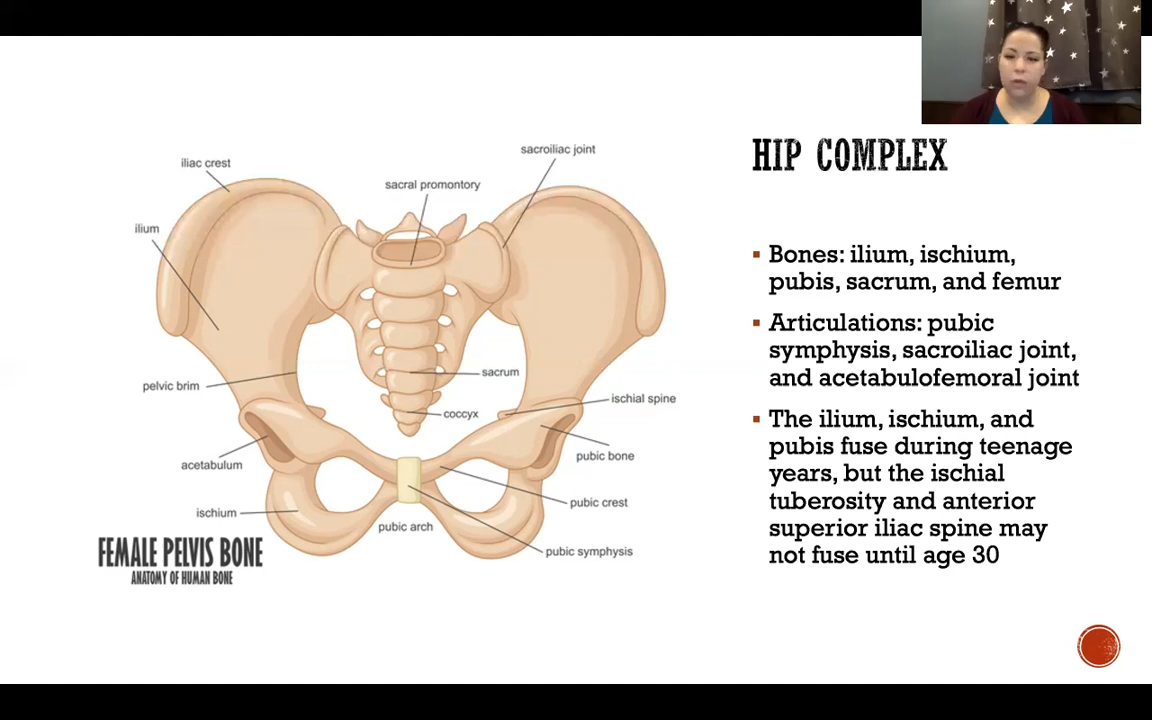 HIP COMPLEX
iliac crest
sacroiliac joint
sacral promontory
ilium
pelvic brim
sacrum
ischial spine
coccyx
pubic bone
acetabulum
pubic crest
ischium
pubic arch
pubic symphysis
FEMALE PELVIS BONE
ANATOMY OF HUMAN BONE
Bones: ilium, ischium,
pubis, sacrum, and femur
Articulations: pubic
symphysis, sacroiliac joint,
and acetabulofemoral joint
The ilium, ischium, and
pubis fuse during teenage
years, but the ischial
tuberosity and anterior
superior iliac spine may
not fuse until age 30